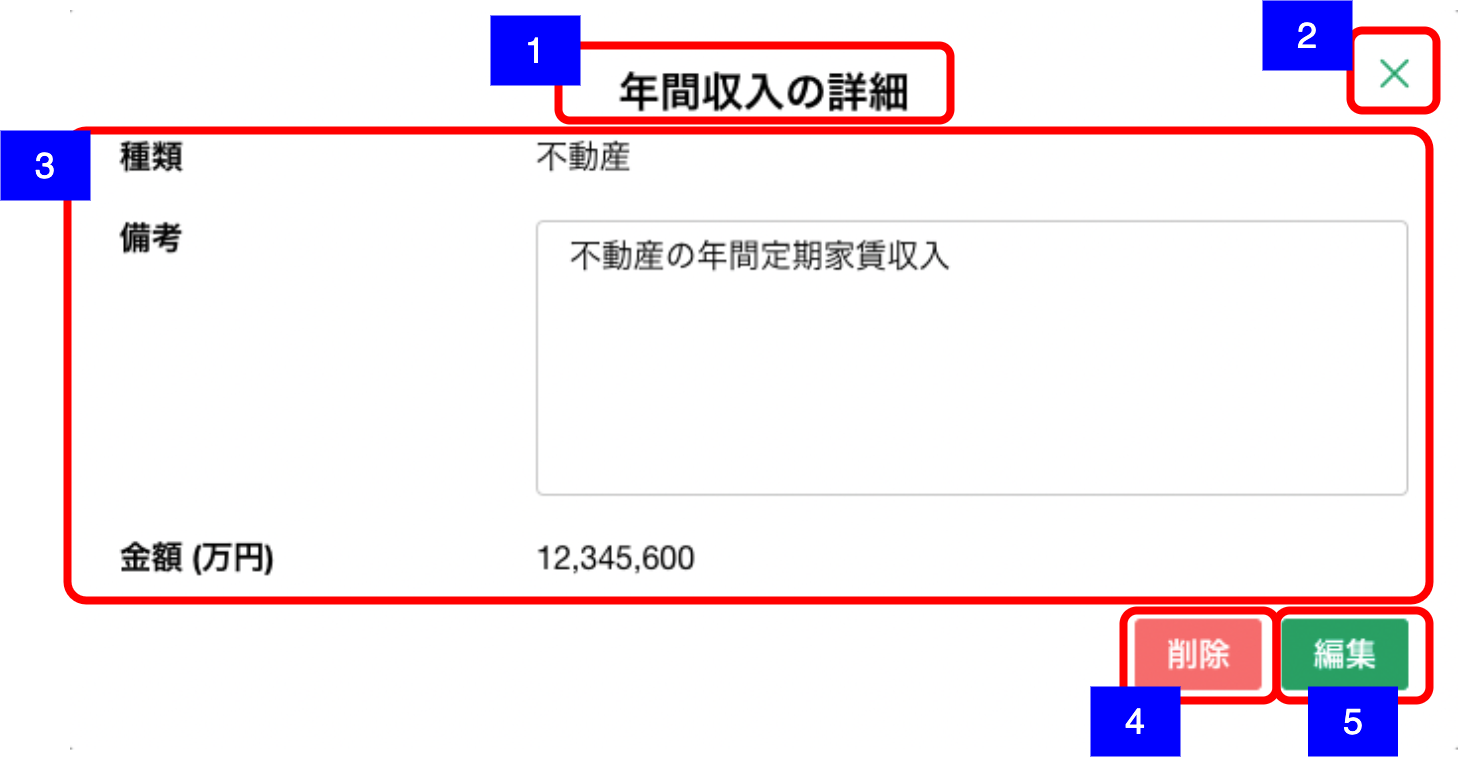 1
2
年間収入の詳細
3
種類
不動産
備考
不動産の年間定期家賃収入
金額 (万円)
12,345,600
削除
編集
4
5